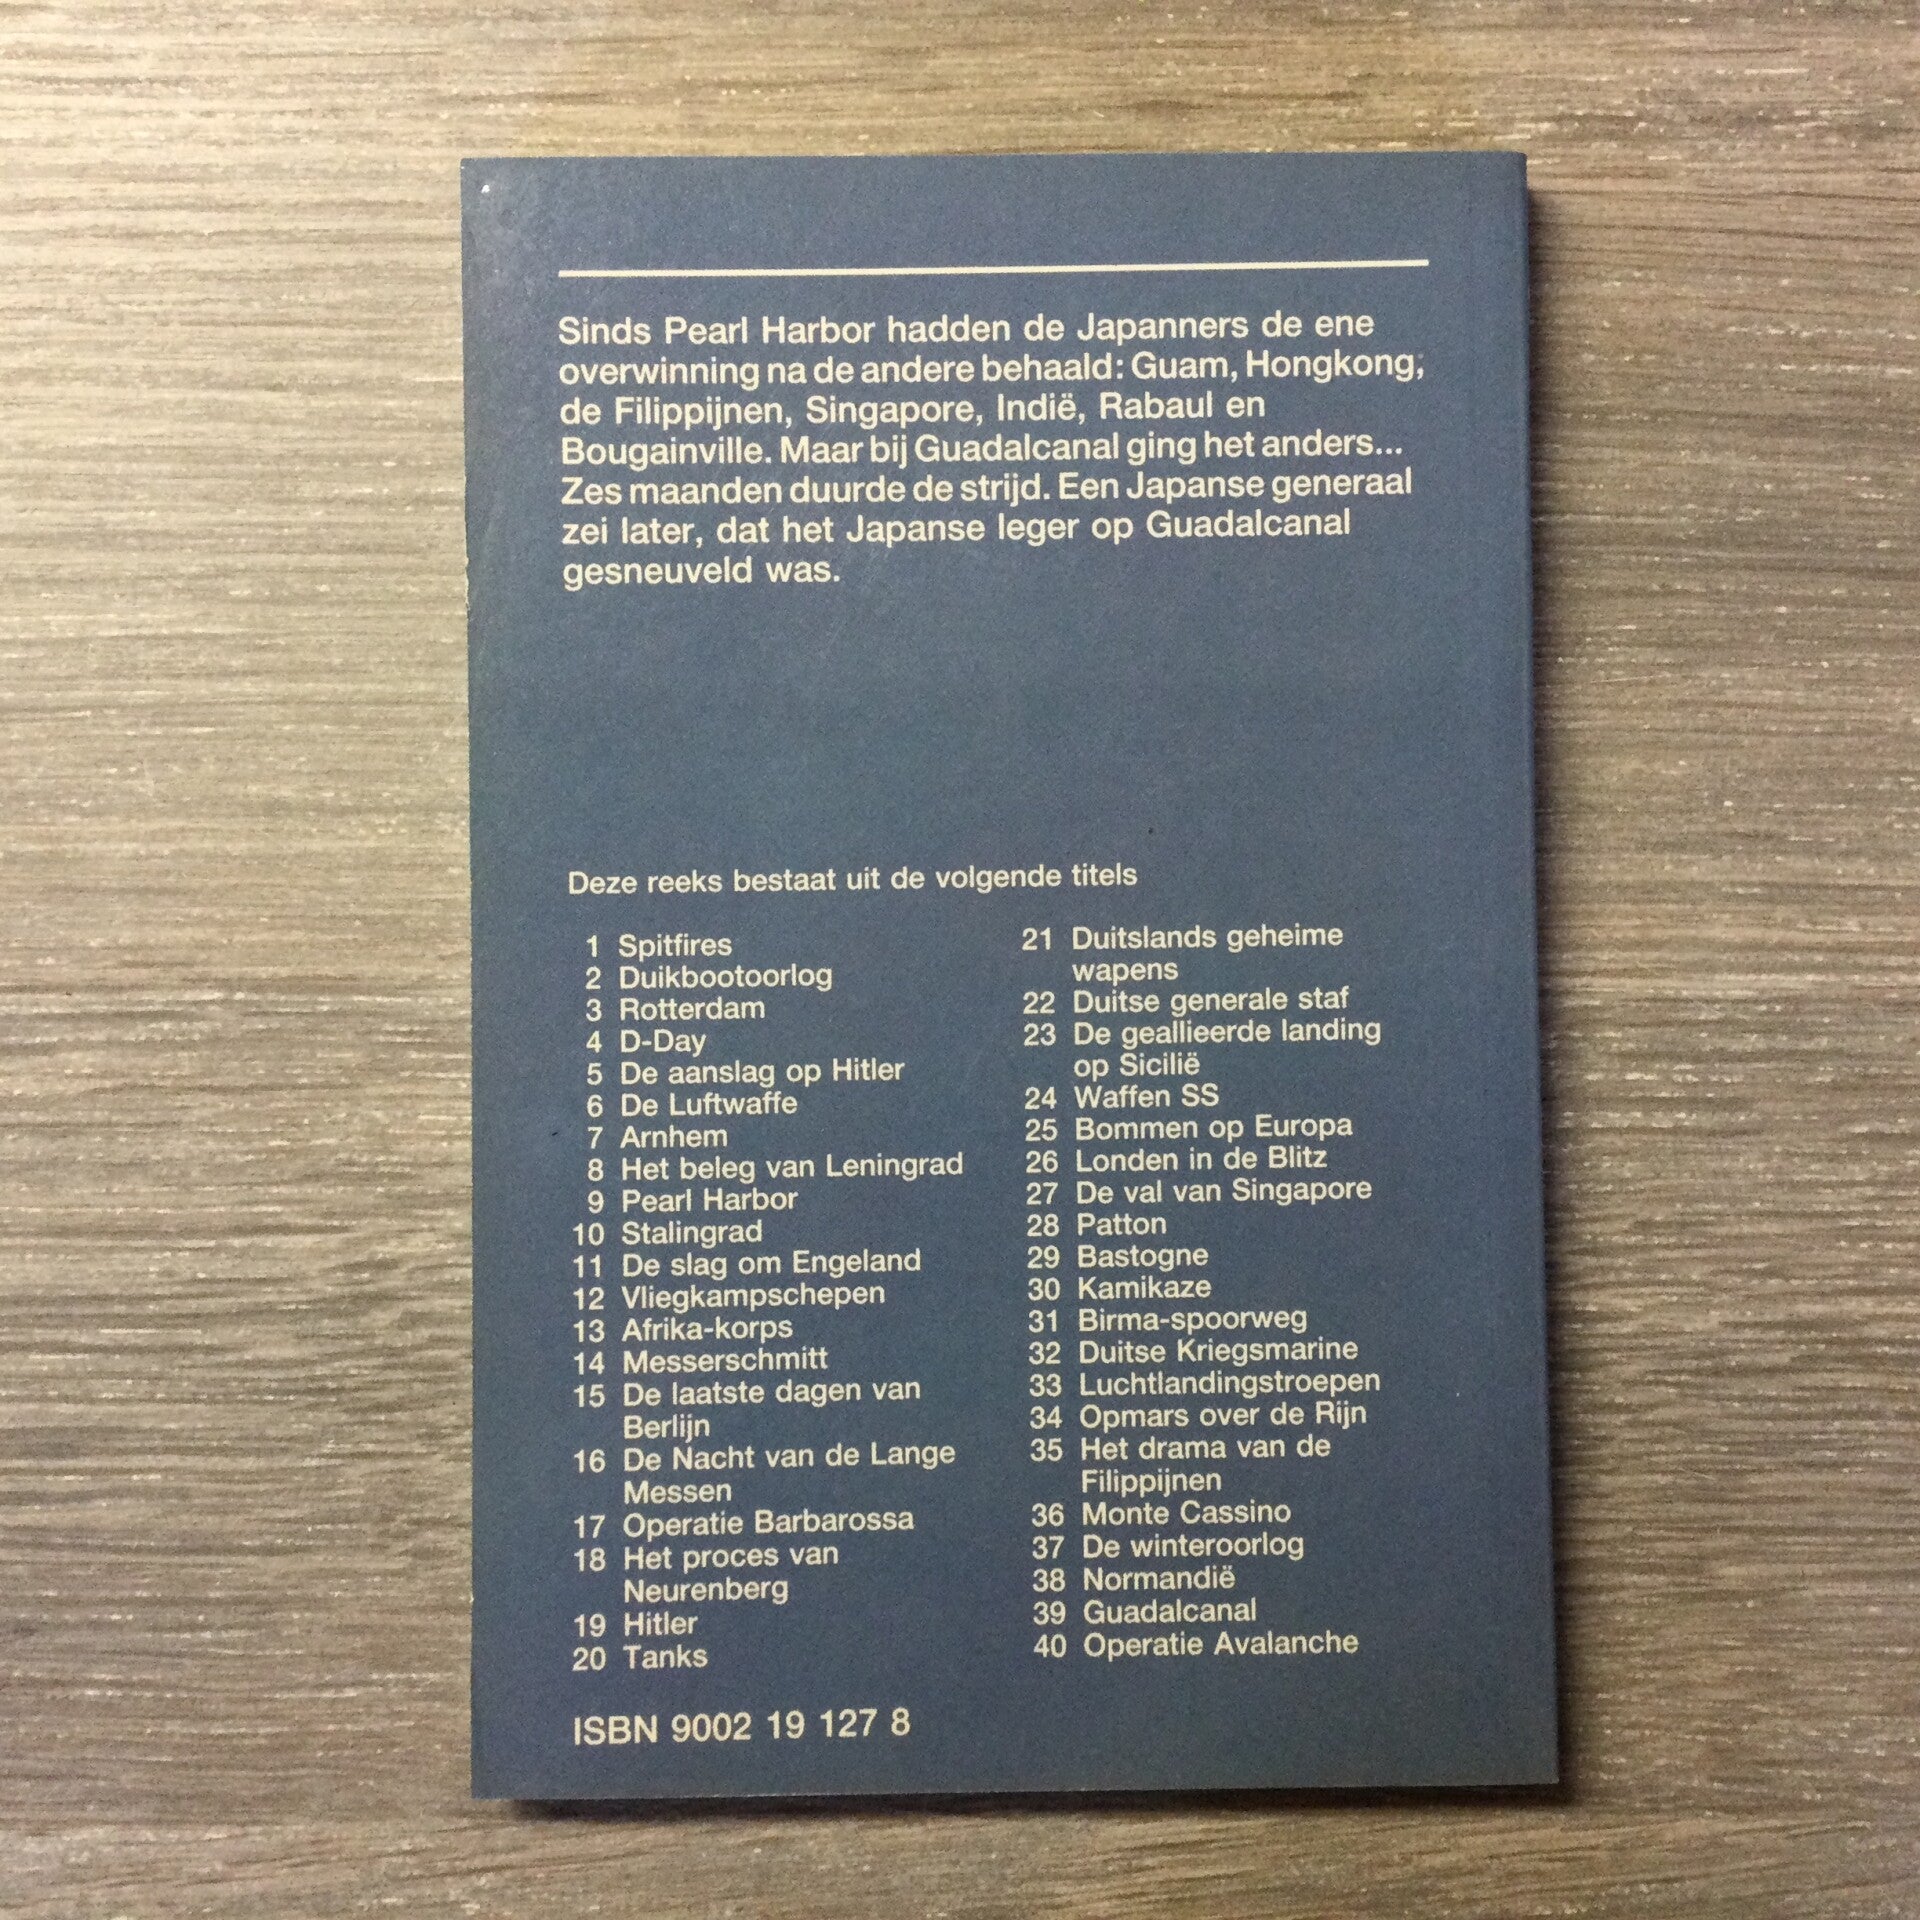 Sinds Pearl Harbor hadden de Japanners de ene
overwinning na de andere behaald: Guam, Hongkong,
de Filippijnen, Singapore, Indië, Rabaul en
Bougainville. Maar bij Guadalcanal ging het anders...
Zes maanden duurde de strijd. Een Japanse generaal
zei later, dat het Japanse leger op Guadalcanal
gesneuveld was.
Deze reeks bestaat uit de volgende titels
1 Spitfires
2 Duikbootoorlog
3 Rotterdam
4 D-Day
5 De aanslag op Hitler
6 De Luftwaffe
7 Arnhem
8 Het beleg van Leningrad
9 Pearl Harbor
10 Stalingrad
11 De slag om Engeland
12 Vliegkampschepen
13 Afrika-korps
14 Messerschmitt
15 De laatste dagen van
Berlijn
16 De Nacht van de Lange
Messen
17 Operatie Barbarossa
18 Het proces van
Neurenberg
19 Hitler
20 Tanks
21 Duitslands geheime
wapens
22 Duitse generale staf
23 De geallieerde landing
op Sicilië
24 Waffen SS
25 Bommen op Europa
26 Londen in de Blitz
27 De val van Singapore
28 Patton
29 Bastogne
30 Kamikaze
31 Birma-spoorweg
32 Duitse Kriegsmarine
33 Luchtlandingstroepen
34 Opmars over de Rijn
35 Het drama van de
Filippijnen
36 Monte Cassino
37 De winteroorlog
38 Normandië
39 Guadalcanal
40 Operatie Avalanche
ISBN 9002 19 127 8